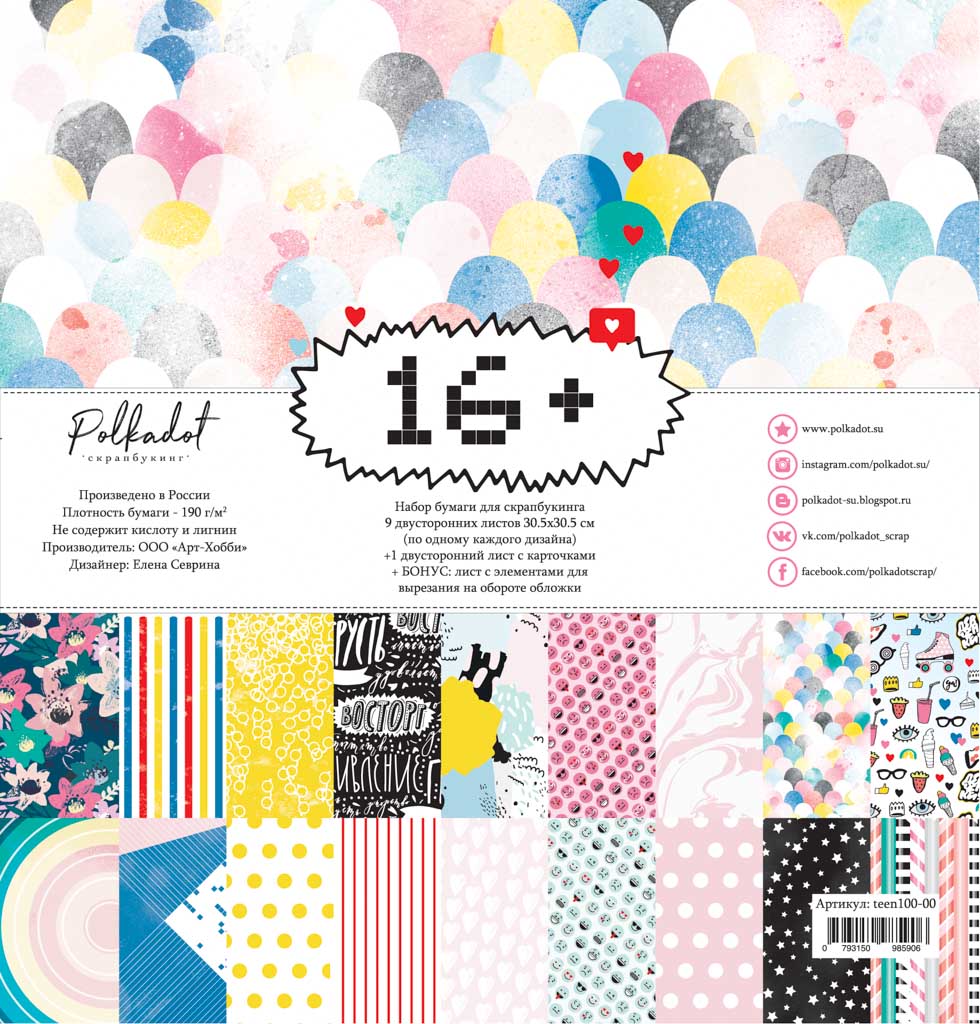 16+
Polkadot
·скрапбукинг·
Произведено в России
Плотность бумаги - 190 г/м²
Не содержит кислоту и лигнин
Производитель: ООО «Арт-Хобби»
Дизайнер: Елена Севрина
Набор бумаги для скрапбукинга
9 двусторонних листов 30.5х30.5 см
(по одному каждого дизайна)
+1 двусторонний лист с карточками
+ БОНУС: лист с элементами для
вырезания на обороте обложки
www.polkadot.su
instagram.com/polkadot.su/
polkadot-su.blogspot.ru
vk.com/polkadot_scrap
facebook.com/polkadotscrap/
ВОСТОРГ
Артикул: teen100-00
0 793150 985906